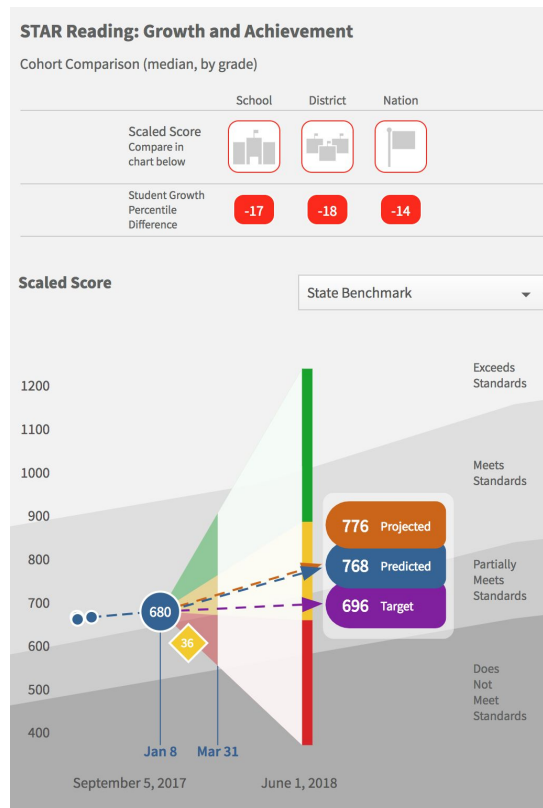 STAR Reading: Growth and Achievement
Cohort Comparison (median, by grade)
School District Nation
Scaled Score
Compare in
chart below
Student Growth
Percentile
Difference
-17 -18 -14
Scaled Score
State Benchmark
Exceeds
Standards
1200
1100
1000
Meets
Standards
900
776 Projected
800
768 Predicted
Partially
Meets
Standards
700
680
696 Target
600
36
Does
Not
Meet
Standards
500
400
Jan 8 Mar 31
September 5, 2017 June 1, 2018